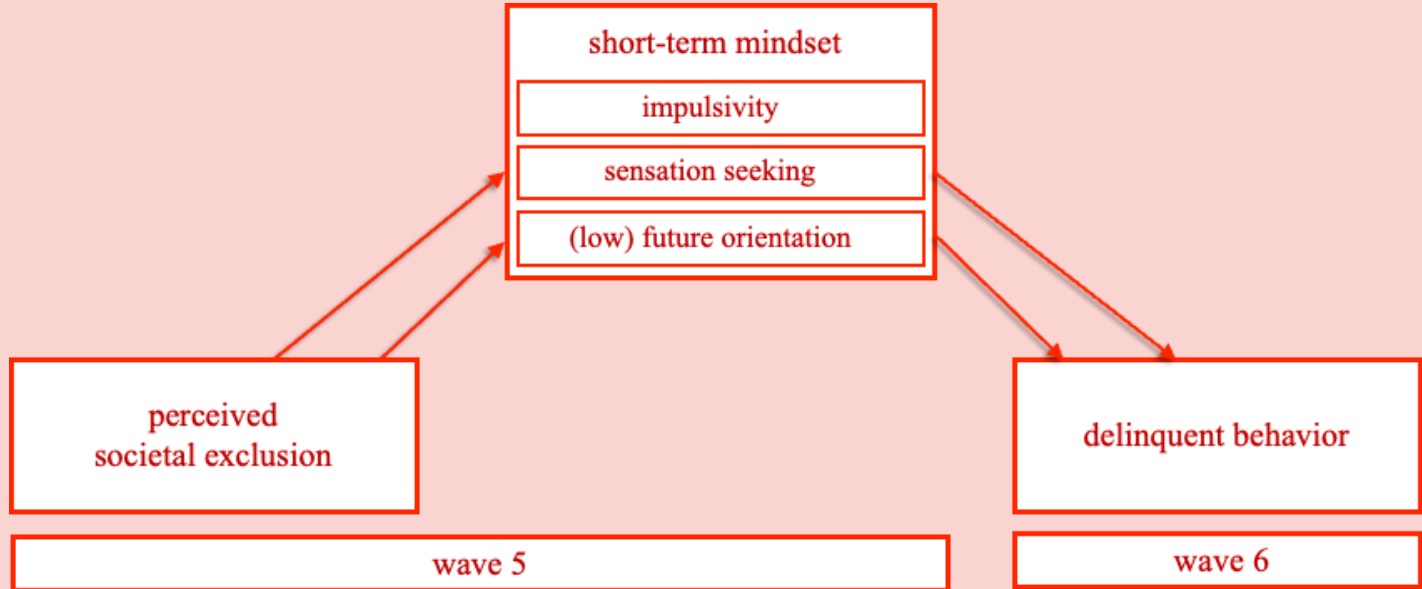 short-term mindset
impulsivity
sensation seeking
(low) future orientation
perceived
societal exclusion
delinquent behavior
wave 5
wave 6